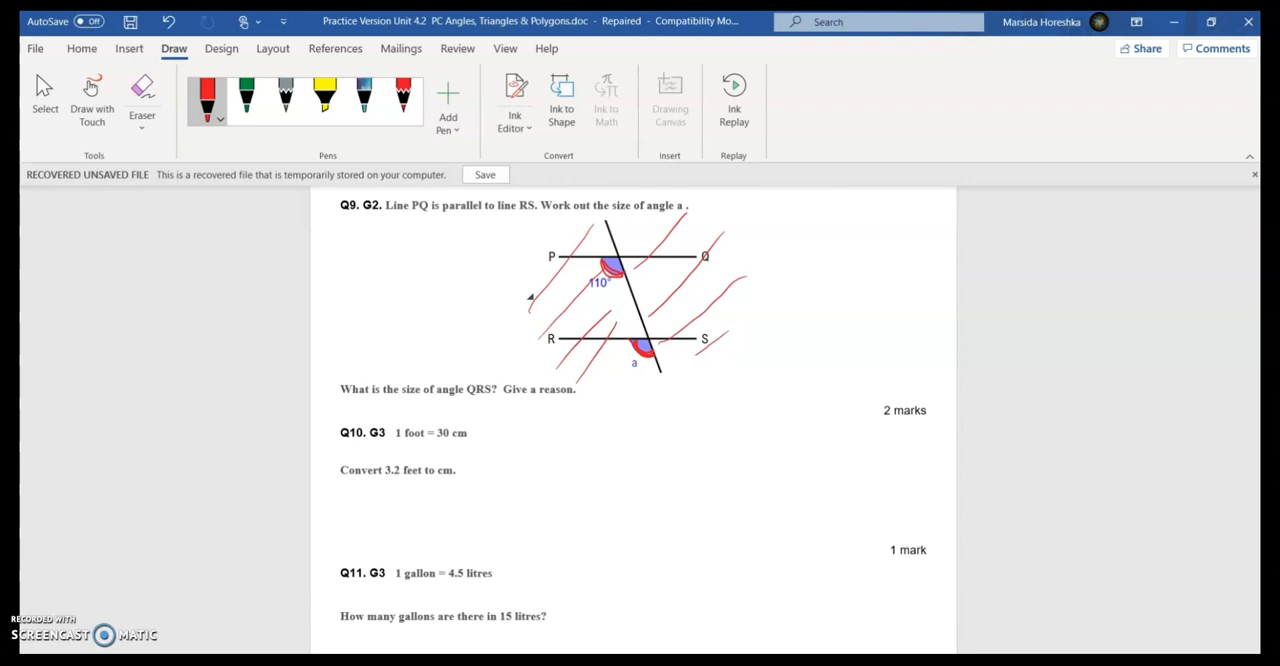 AutoSave Off Practice Version Unit 4.2 PC Angles, Triangles & Polygons.doc - Repaired - Compatibility Mo... Search Marsida Horeshka
File Home Insert Draw Design Layout References Mailings Review View Help Share Comments
Select Draw with Touch Eraser Add Pen Ink Editor Ink to Shape Ink to Math Drawing Canvas Ink Replay
Tools Pens Convert Insert Replay
RECOVERED UNSAVED FILE This is a recovered file that is temporarily stored on your computer. Save
Q9. G2. Line PQ is parallel to line RS. Work out the size of angle a .
P Q
110°
R S
a
What is the size of angle QRS? Give a reason.
2 marks
Q10. G3 1 foot = 30 cm
Convert 3.2 feet to cm.
1 mark
Q11. G3 1 gallon = 4.5 litres
How many gallons are there in 15 litres?
RECORDED WITH
SCREENCAST MATIC